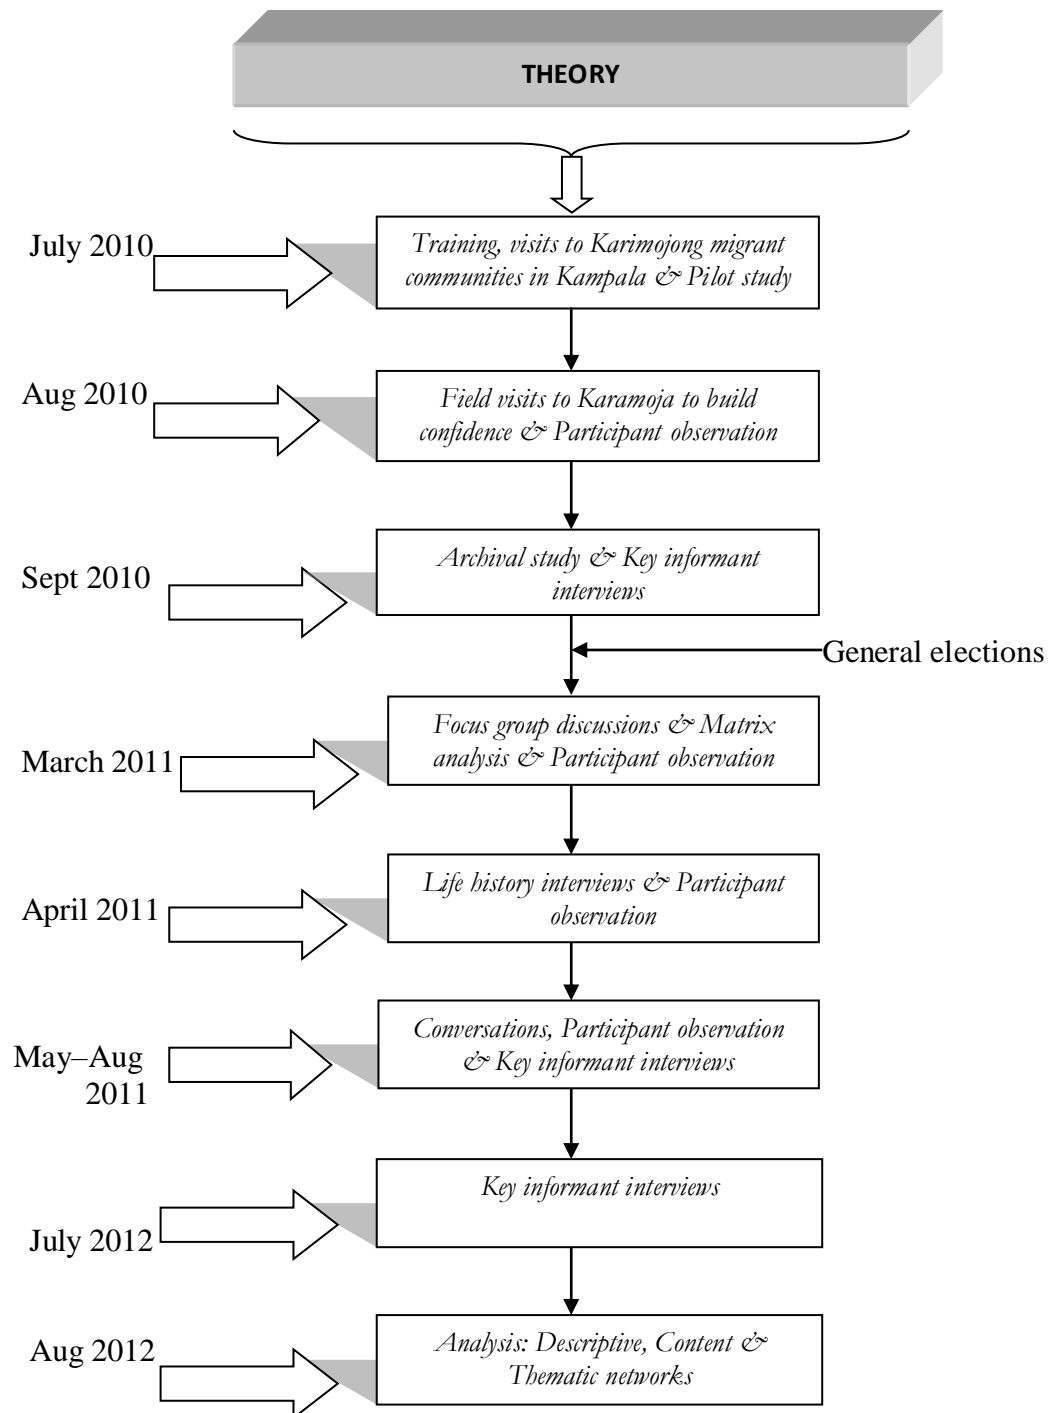 THEORY
July 2010
Training, visits to Karimojong migrant
communities in Kampala & Pilot study
Aug 2010
Field visits to Karamoja to build
confidence & Participant observation
Sept 2010
Archival study & Key informant
interviews
General elections
March 2011
Focus group discussions & Matrix
analysis & Participant observation
April 2011
Life history interviews & Participant
observation
May–Aug
2011
Conversations, Participant observation
& Key informant interviews
July 2012
Key informant interviews
Aug 2012
Analysis: Descriptive, Content &
Thematic networks